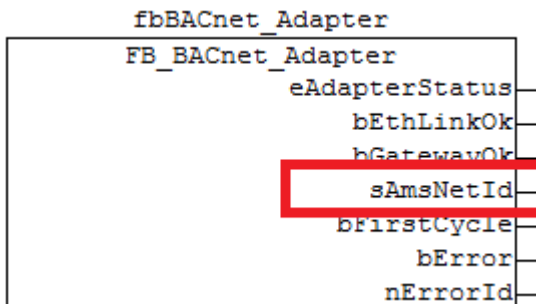 fbBACnet_Adapter
FB_BACnet_Adapter
eAdapterStatus
bEthLinkOk
bGatewayOk
sAmsNetId
bFirstCycle
bError
nErrorId